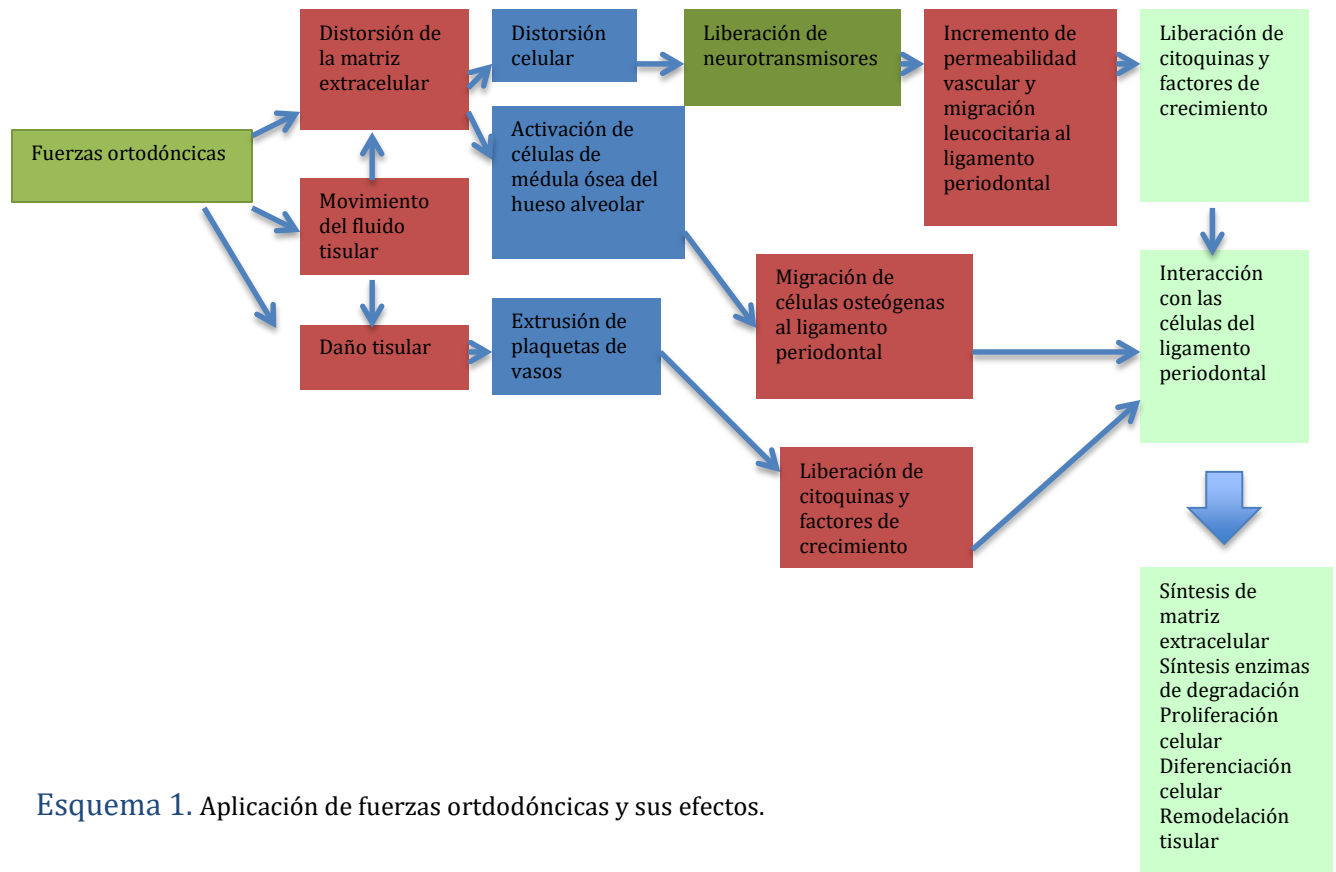 Fuerzas ortodóncicas
Distorsión de
la matriz
extracelular
Movimiento
del fluido
tisular
Daño tisular
Distorsión
celular
Activación de
células de
médula ósea del
hueso alveolar
Extrusión de
plaquetas de
vasos
Liberación de
neurotransmisores
Migración de
células osteógenas
al ligamento
periodontal
Liberación de
citoquinas y
factores de
crecimiento
Incremento de
permeabilidad
vascular y
migración
leucocitaria al
ligamento
periodontal
Liberación de
citoquinas y
factores de
crecimiento
Interacción
con las
células del
ligamento
periodontal
Síntesis de
matriz
extracelular
Síntesis enzimas
de degradación
Proliferación
celular
Diferenciación
celular
Remodelación
tisular
Esquema 1. Aplicación de fuerzas ortdodóncicas y sus efectos.